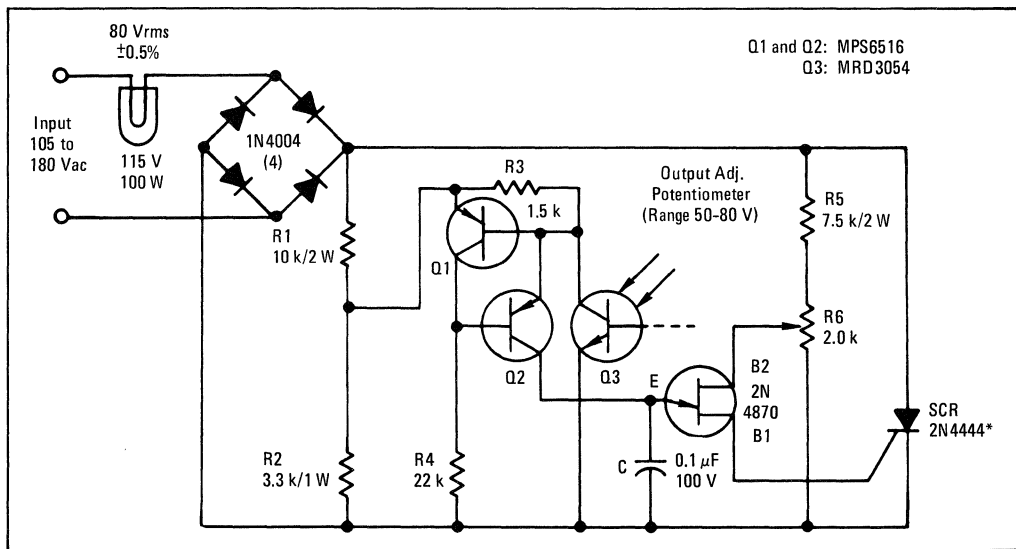 80 Vrms
±0.5%
Q1 and Q2: MPS6516
Q3: MRD3054
Input
105 to
180 Vac
1N4004
(4)
115 V
100 W
R3
1.5 k
Output Adj.
Potentiometer
(Range 50-80 V)
R5
7.5 k/2 W
R1
10 k/2 W
Q1
R6
2.0 k
Q2
Q3
E
B2
2N
4870
B1
SCR
2N4444*
R2
3.3 k/1 W
R4
22 k
C
0.1 μF
100 V